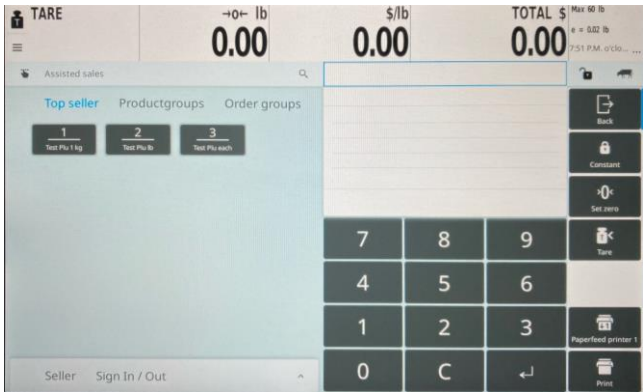 TARE
→0← lb
$/lb
TOTAL $
Max 60 lb
e = 0.02 lb
7:51 P.M. o'clo... ...
0.00
0.00
0.00
Assisted sales
Top seller
Productgroups
Order groups
1
Test Plu 1 kg
2
Test Plu lb
3
Test Plu each
Back
Constant
>0<
Set zero
Tare
7
8
9
4
5
6
1
2
3
0
C
Paperfeed printer 1
Print
Seller
Sign In / Out